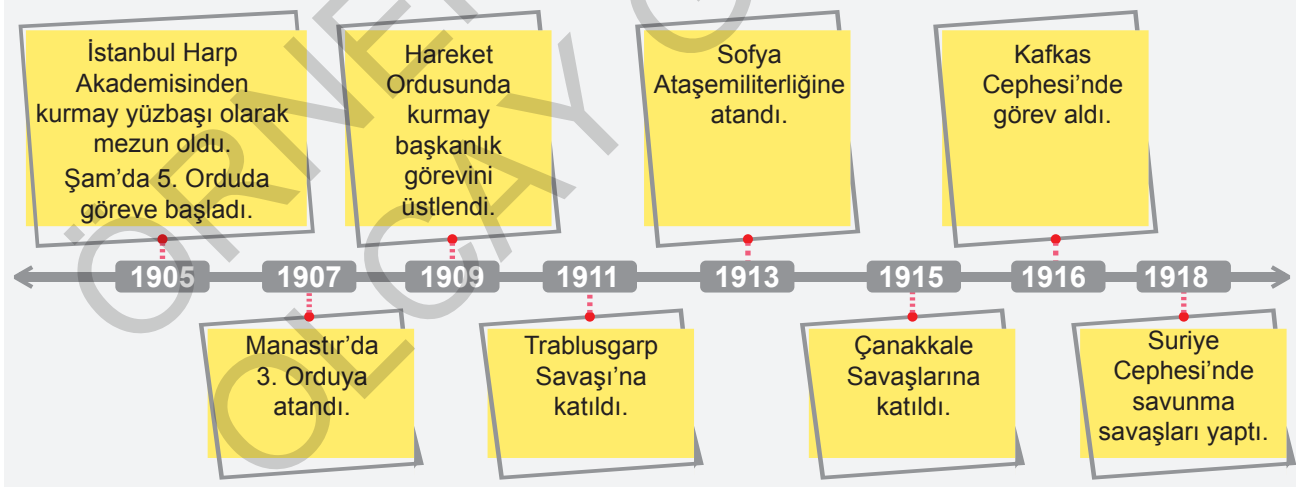 İstanbul Harp
Akademisinden
kurmay yüzbaşı olarak
mezun oldu.
Şam’da 5. Orduda
göreve başladı.
Hareket
Ordusunda
kurmay
başkanlık
görevini
üstlendi.
Sofya
Ataşemiliterliğine
atandı.
Kafkas
Cephesi’nde
görev aldı.
1905 1907 1909 1911 1913 1915 1916 1918
Manastır’da
3. Orduya
atandı.
Trablusgarp
Savaşı’na
katıldı.
Çanakkale
Savaşlarına
katıldı.
Suriye
Cephesi’nde
savunma
savaşları yaptı.
OLCAY